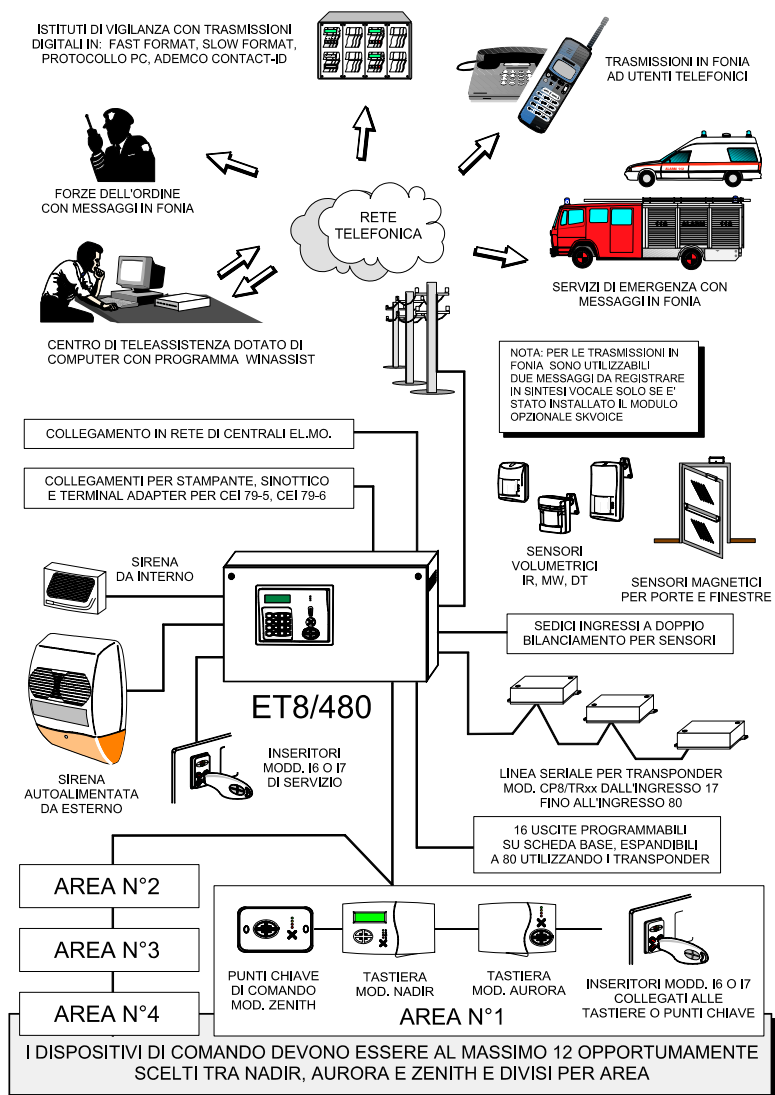 ISTITUTI DI VIGILANZA CON TRASMISSIONI
DIGITALI IN: FAST FORMAT, SLOW FORMAT,
PROTOCOLLO PC, ADEMCO CONTACT-ID
TRASMISSIONI IN FONIA
AD UTENTI TELEFONICI
FORZE DELL'ORDINE
CON MESSAGGI IN FONIA
RETE
TELEFONICA
SERVIZI DI EMERGENZA CON
MESSAGGI IN FONIA
CENTRO DI TELEASSISTENZA DOTATO DI
COMPUTER CON PROGRAMMA WINASSIST
NOTA: PER LE TRASMISSIONI IN
FONIA SONO UTILIZZABILI
DUE MESSAGGI DA REGISTRARE
IN SINTESI VOCALE SOLO SE E'
STATO INSTALLATO IL MODULO
OPZIONALE SKVOICE
COLLEGAMENTO IN RETE DI CENTRALI EL.MO.
COLLEGAMENTI PER STAMPANTE, SINOTTICO
E TERMINAL ADAPTER PER CEI 79-5, CEI 79-6
SENSORI
VOLUMETRICI
IR, MW, DT
SENSORI MAGNETICI
PER PORTE E FINESTRE
SIRENA
DA INTERNO
SEDICI INGRESSI A DOPPIO
BILANCIAMENTO PER SENSORI
ET8/480
SIRENA
AUTOALIMENTATA
DA ESTERNO
INSERITORI
MODD. I6 O I7
DI SERVIZIO
LINEA SERIALE PER TRANSPONDER
MOD. CP8/TRxx DALL'INGRESSO 17
FINO ALL'INGRESSO 80
16 USCITE PROGRAMMABILI
SU SCHEDA BASE, ESPANDIBILI
A 80 UTILIZZANDO I TRANSPONDER
AREA N°2
AREA N°3
AREA N°4
PUNTI CHIAVE
DI COMANDO
MOD. ZENITH
TASTIERA
MOD. NADIR
TASTIERA
MOD. AURORA
INSERITORI MODD. I6 O I7
COLLEGATI ALLE
TASTIERE O PUNTI CHIAVE
AREA N°1
I DISPOSITIVI DI COMANDO DEVONO ESSERE AL MASSIMO 12 OPPORTUNAMENTE
SCELTI TRA NADIR, AURORA E ZENITH E DIVISI PER AREA